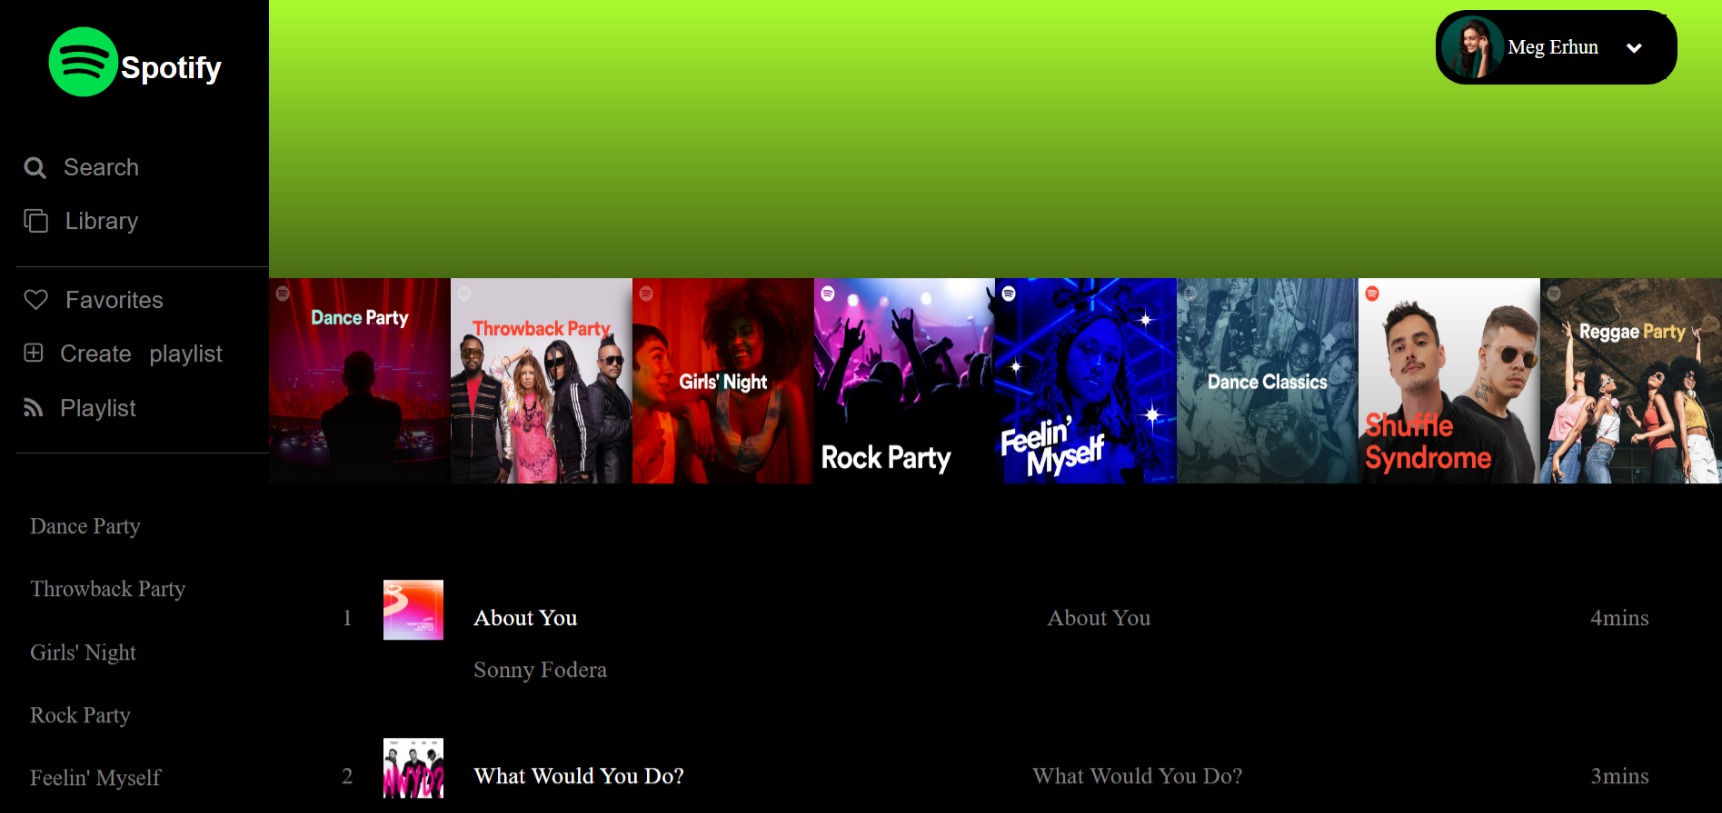 Spotify
Meg Erhun
Search
Library
Favorites
Create playlist
Playlist
Dance Party
Throwback Party
Girls' Night
Rock Party
Feelin' Myself
Dance Party
Throwback Party
Girls' Night
Rock Party
Feelin'
Myself
Dance Classics
Shuffle
Syndrome
Reggae Party
1 About You About You 4mins
Sonny Fodera
2 What Would You Do? What Would You Do? 3mins